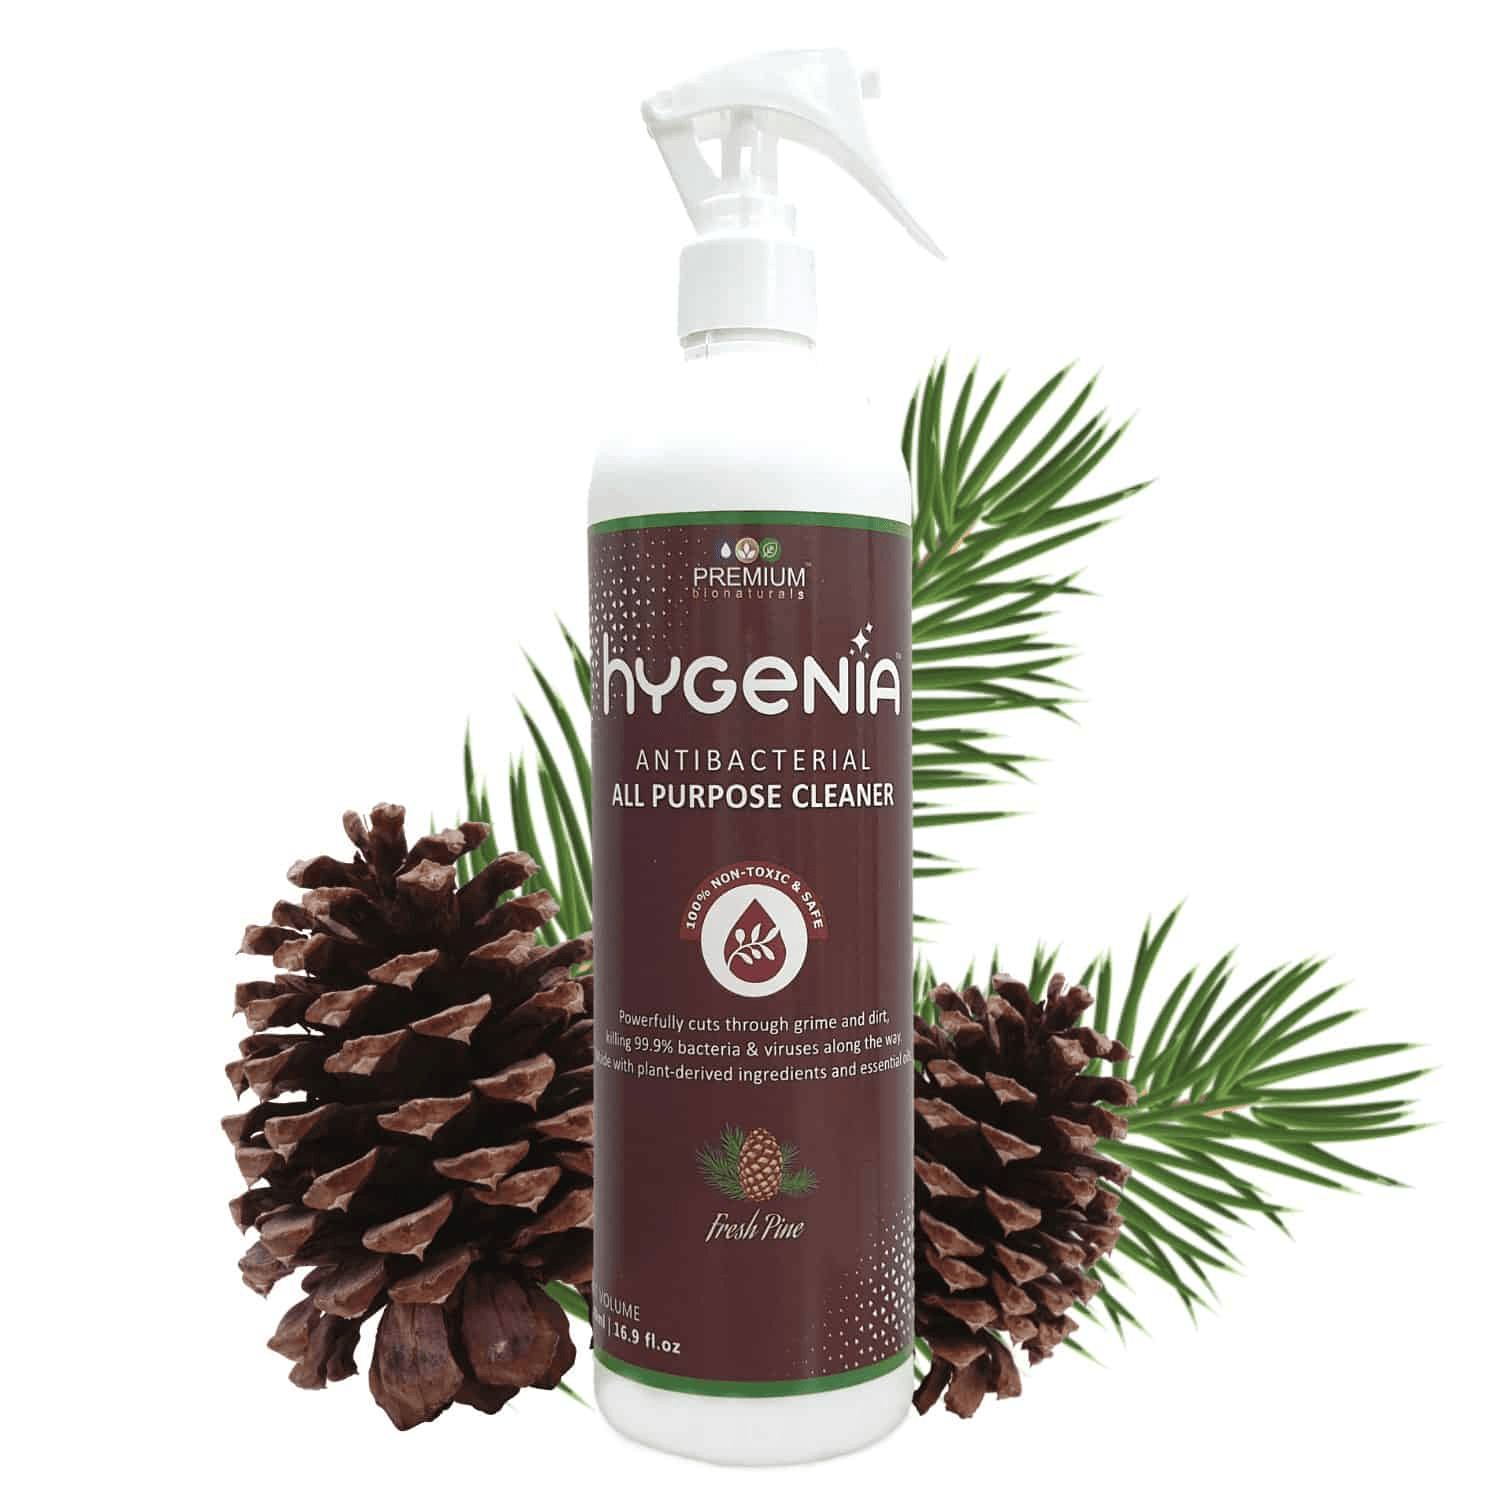 PREMIUM™
bionaturals
hYGeNiA™
ANTIBACTERIAL
ALL PURPOSE CLEANER
100% NON-TOXIC & SAFE
Powerfully cuts through grime and dirt,
killing 99.9% bacteria & viruses along the way.
with plant-derived ingredients and essential
Fresh Pine
VOLUME
ml | 16.9 fl.oz